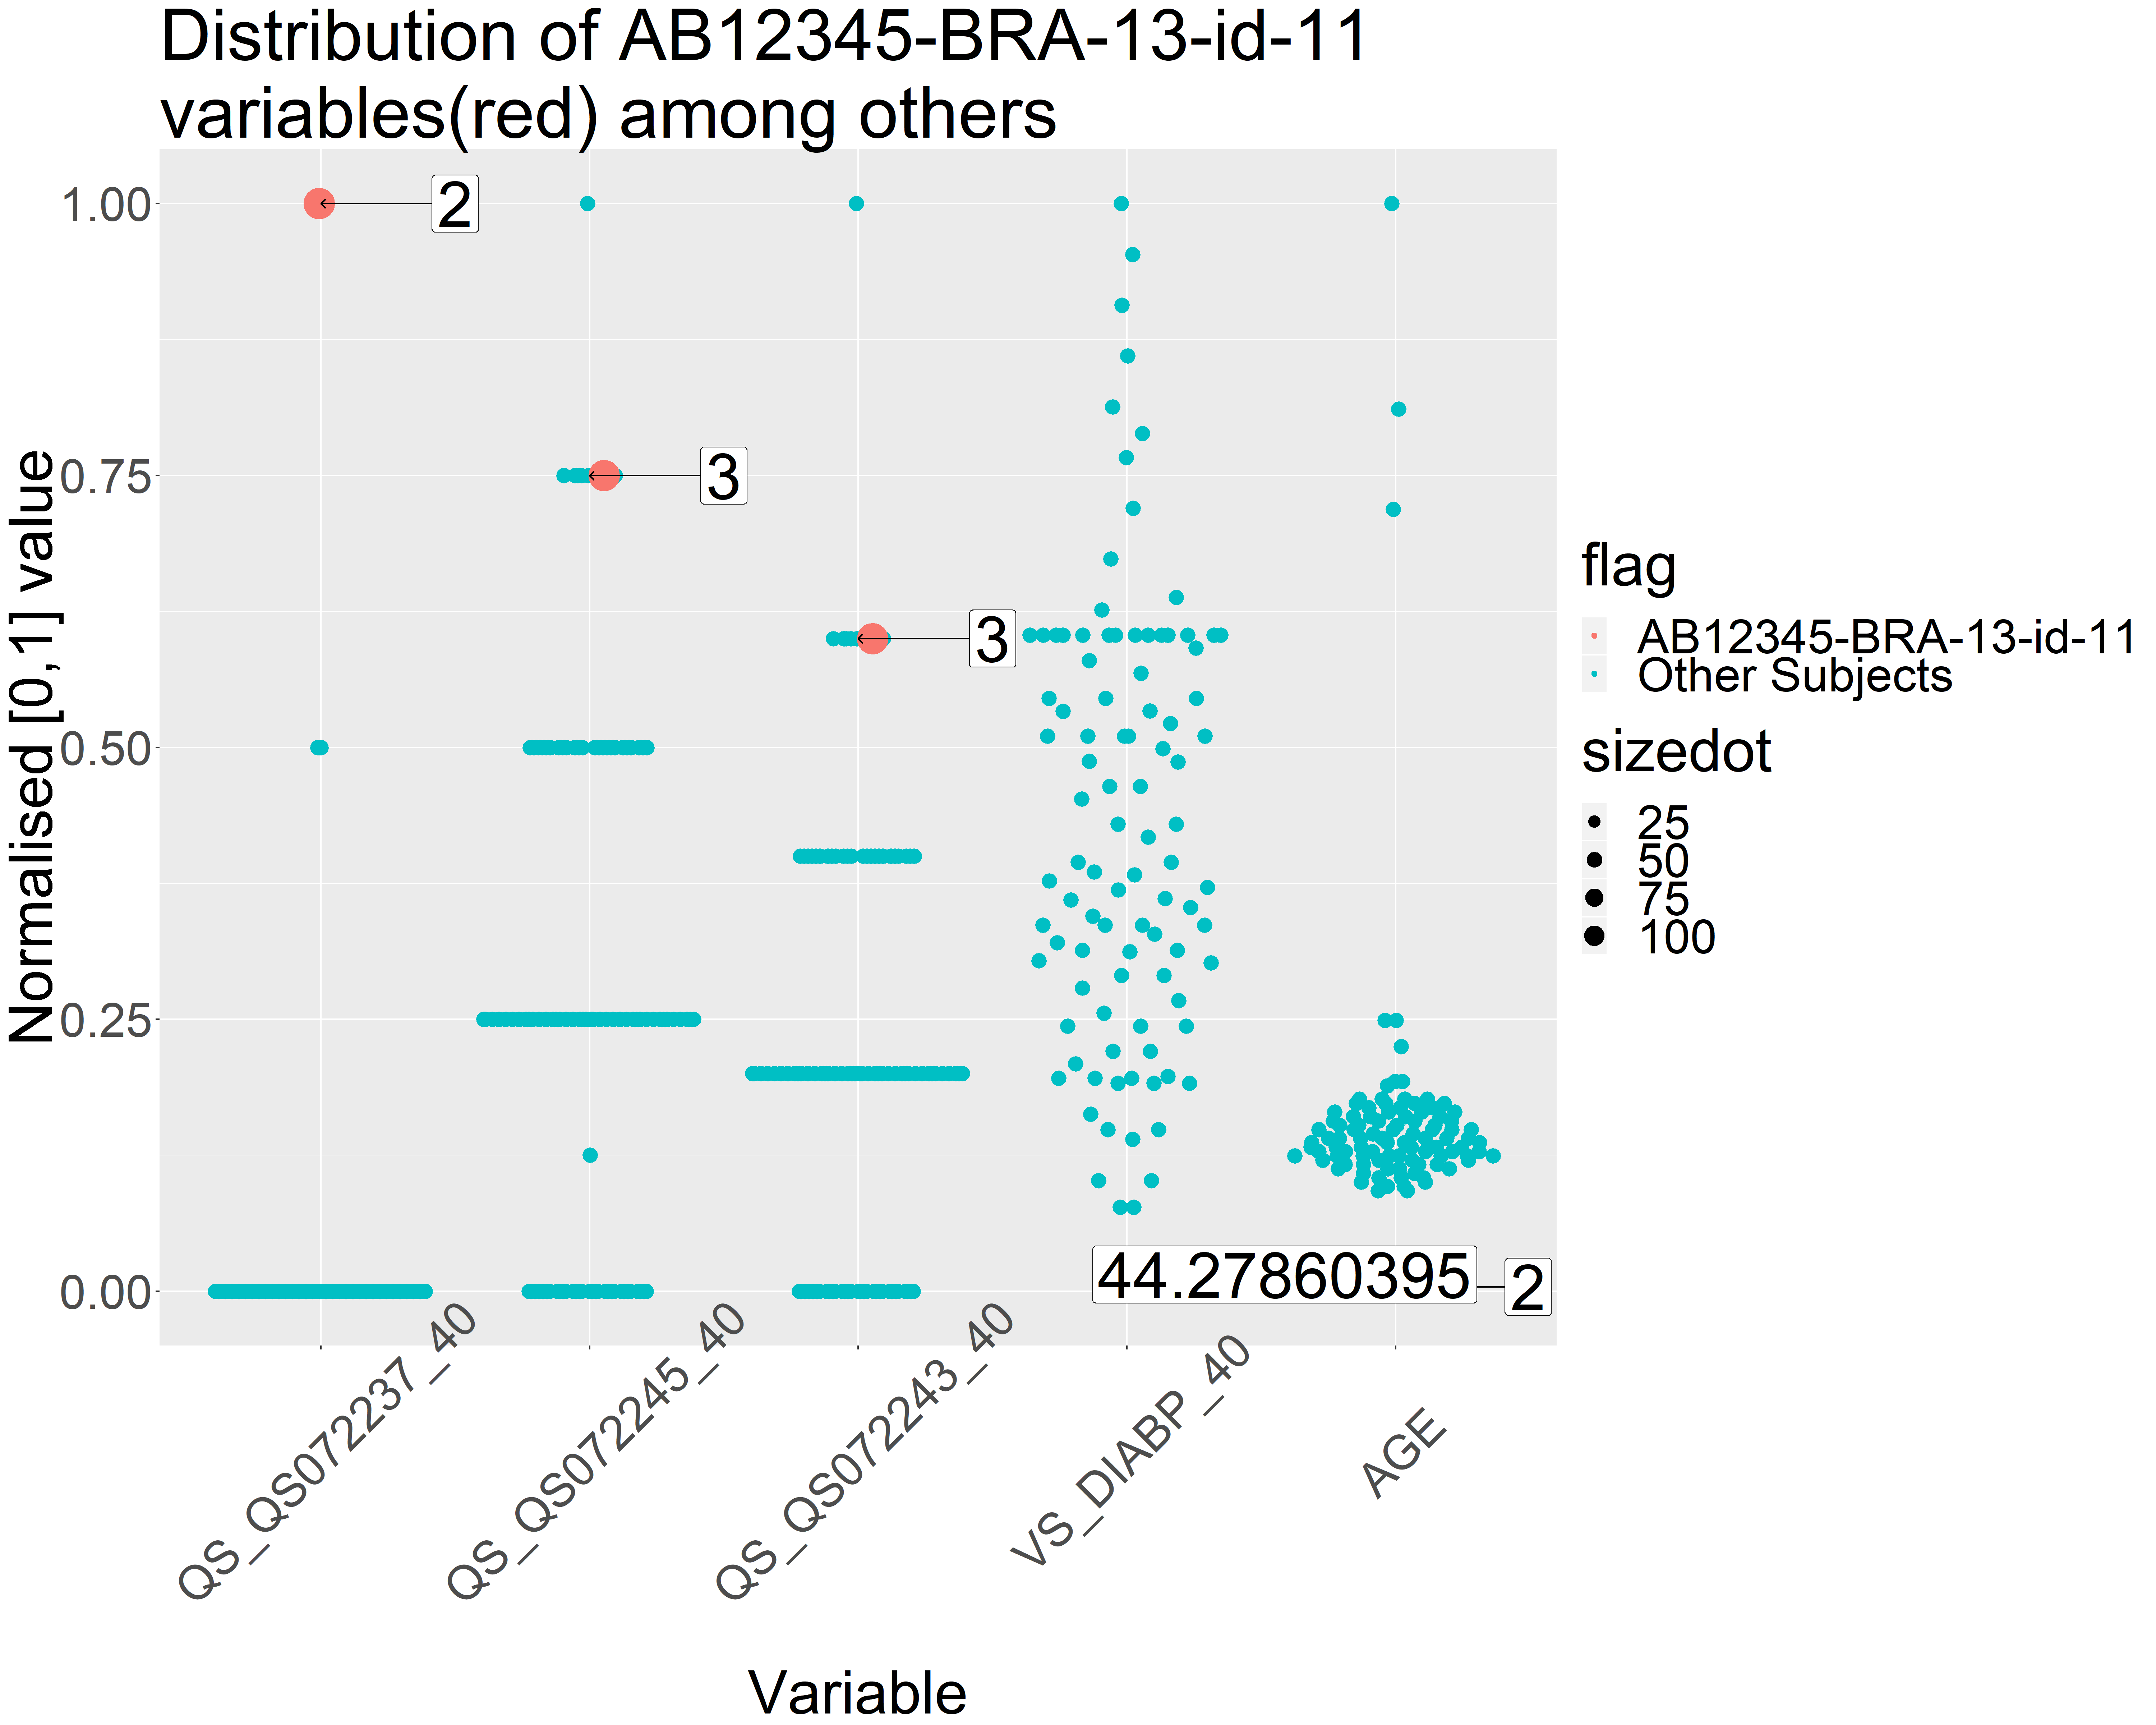 Distribution of AB12345-BRA-13-id-11
variables(red) among others
Normalised [0,1] value
1.00
0.75
0.50
0.25
0.00
2
3
3
44.27860395
2
QS_QS072237_40
QS_QS072245_40
QS_QS072243_40
VS_DIABP_40
AGE
Variable
flag
AB12345-BRA-13-id-11
Other Subjects
sizedot
25
50
75
100